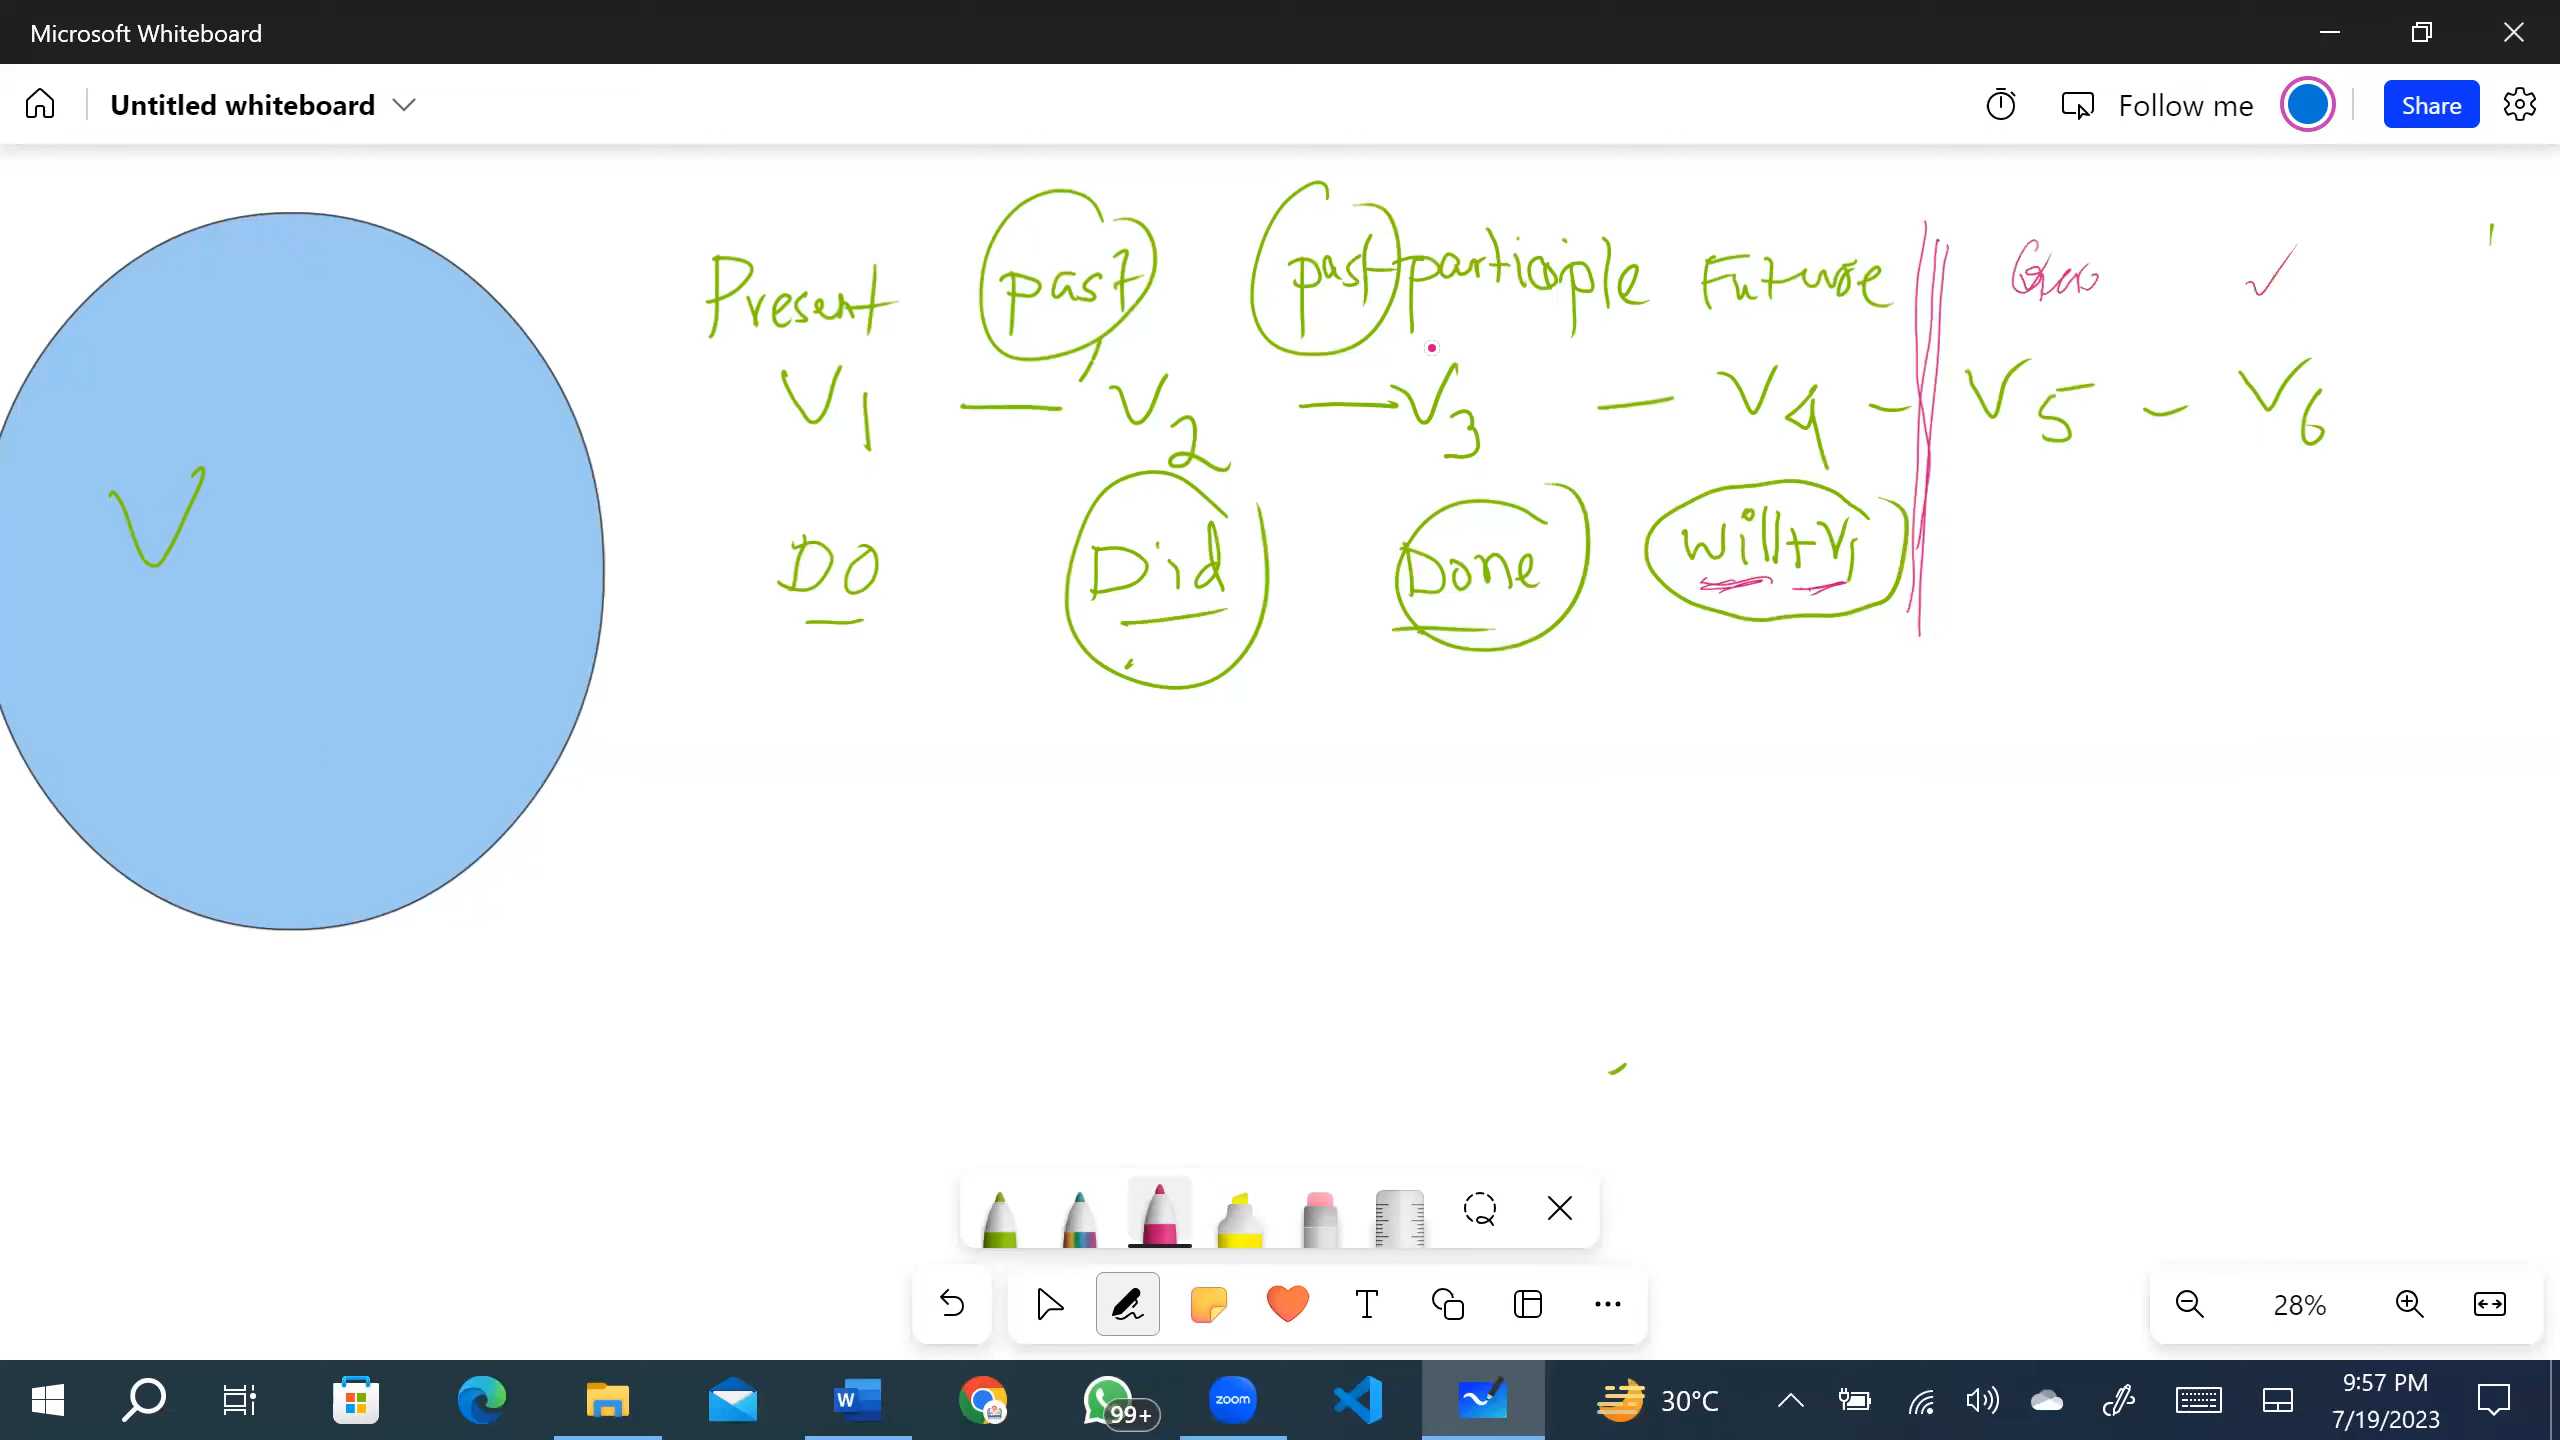 Microsoft Whiteboard
Untitled whiteboard
Follow me
Share
Present past past participle Future
V1 — V2 — V3 — V4 - V5 - V6
V
DO Did Done will+V1
28%
99+
W
zoom
30°C
9:57 PM
7/19/2023